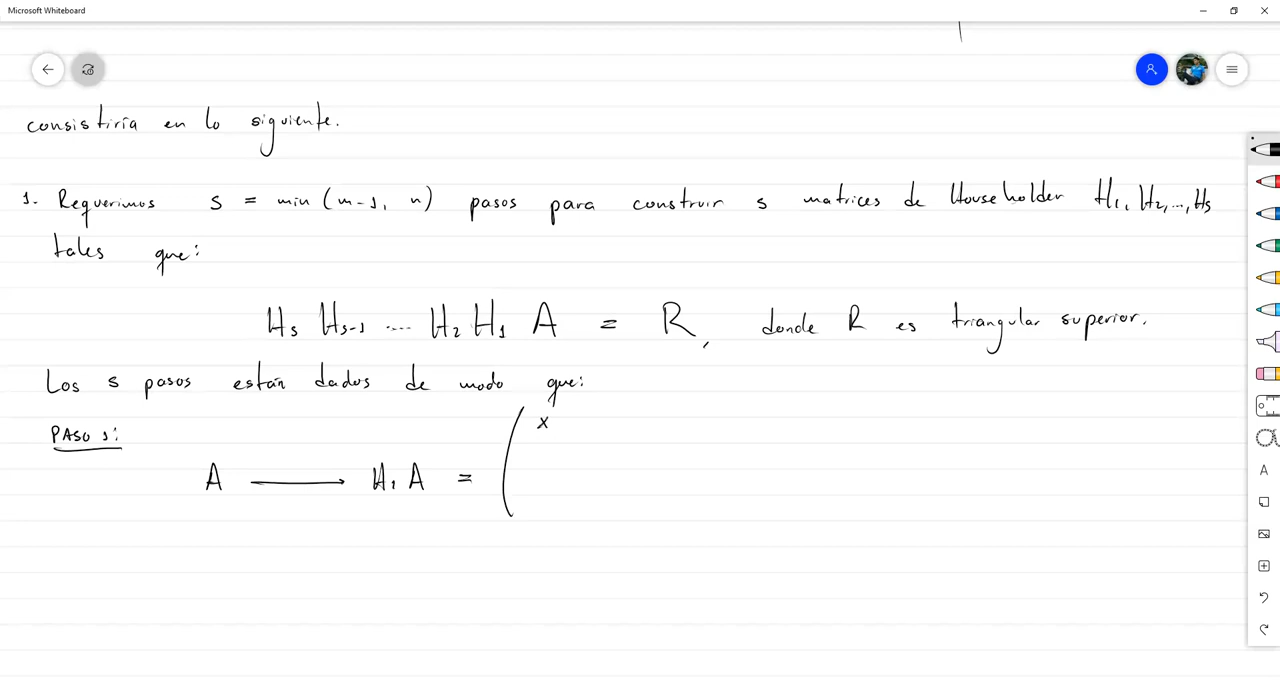 Microsoft Whiteboard
consistiría en lo siguiente.
1. Requerimos s = min (m-1, n) pasos para construir s matrices de Householder H1, H2, ..., Hs
tales que:
Hs Hs-1 .... H2 H1 A = R, donde R es triangular superior.
Los s pasos están dados de modo que:
PASO 1:
x
A ⟶ H1 A = (